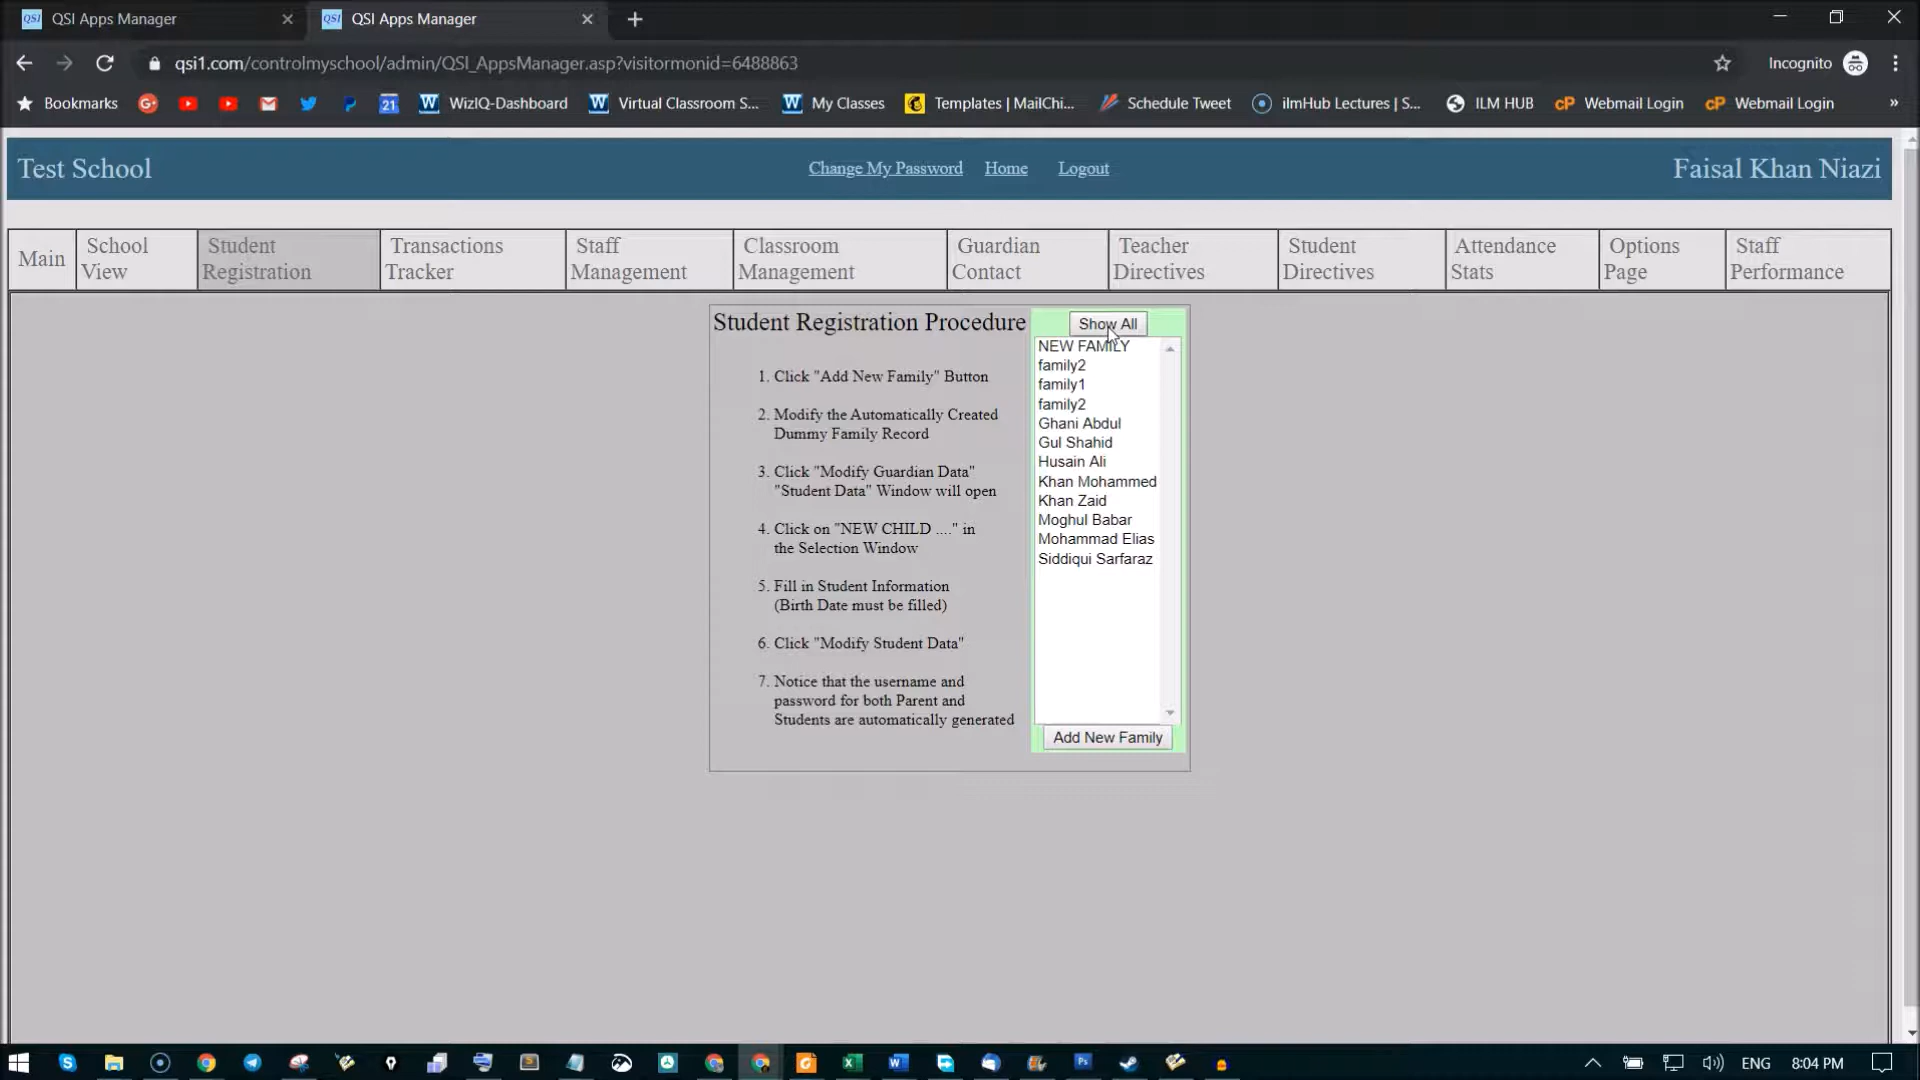 QSI Apps Manager
QSI Apps Manager
qsi1.com/controlmyschool/admin/QSI_AppsManager.asp?visitormonid=6488863
Incognito
Bookmarks
21
WizIQ-Dashboard
Virtual Classroom S...
My Classes
Templates | MailChi...
Schedule Tweet
ilmHub Lectures | S...
ILM HUB
Webmail Login
Webmail Login
Test School
Change My Password
Home
Logout
Faisal Khan Niazi
Main
School
View
Student
Registration
Transactions
Tracker
Staff
Management
Classroom
Management
Guardian
Contact
Teacher
Directives
Student
Directives
Attendance
Stats
Options
Page
Staff
Performance
Student Registration Procedure
1. Click "Add New Family" Button
2. Modify the Automatically Created
Dummy Family Record
3. Click "Modify Guardian Data"
"Student Data" Window will open
4. Click on "NEW CHILD ...." in
the Selection Window
5. Fill in Student Information
(Birth Date must be filled)
6. Click "Modify Student Data"
7. Notice that the username and
password for both Parent and
Students are automatically generated
Show All
NEW FAMILY
family2
family1
family2
Ghani Abdul
Gul Shahid
Husain Ali
Khan Mohammed
Khan Zaid
Moghul Babar
Mohammad Elias
Siddiqui Sarfaraz
Add New Family
ENG
8:04 PM